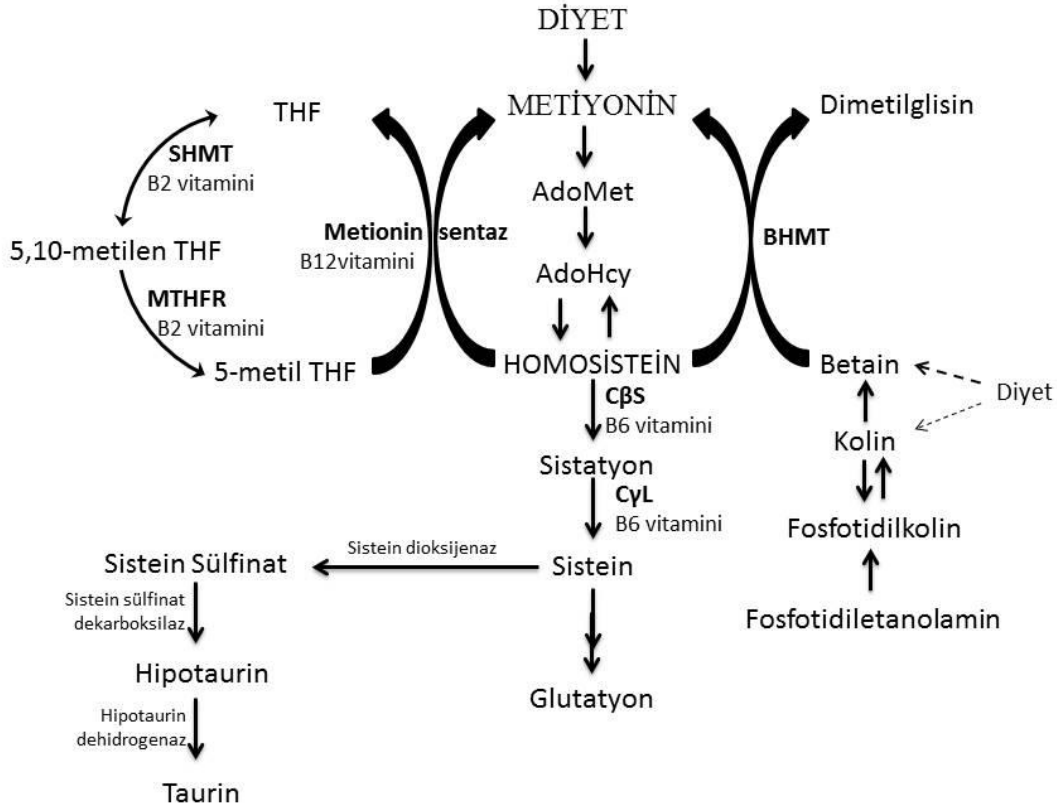 DİYET
THF
METİYONİN
Dimetilglisin
SHMT
B2 vitamini
AdoMet
5,10-metilen THF
Metionin sentaz
B12vitamini
BHMT
AdoHcy
MTHFR
B2 vitamini
5-metil THF
HOMOSİSTEİN
Betain
Diyet
CβS
B6 vitamini
Kolin
Sistatyon
CγL
B6 vitamini
Fosfotidilkolin
Sistein Sülfinat
Sistein dioksijenaz
Sistein
Sistein sülfinat
dekarboksilaz
Fosfotidiletanolamin
Hipotaurin
Glutatyon
Hipotaurin
dehidrogenaz
Taurin